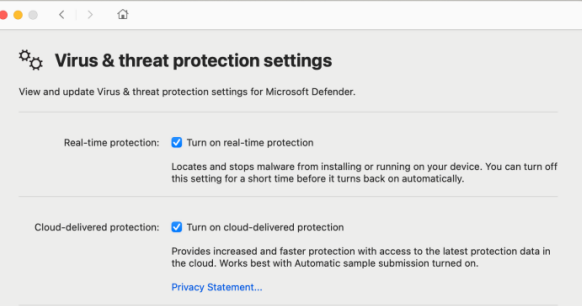 Virus & threat protection settings
View and update Virus & threat protection settings for Microsoft Defender.
Real-time protection: Turn on real-time protection
Locates and stops malware from installing or running on your device. You can turn off
this setting for a short time before it turns back on automatically.
Cloud-delivered protection: Turn on cloud-delivered protection
Provides increased and faster protection with access to the latest protection data in
the cloud. Works best with Automatic sample submission turned on.
Privacy Statement...